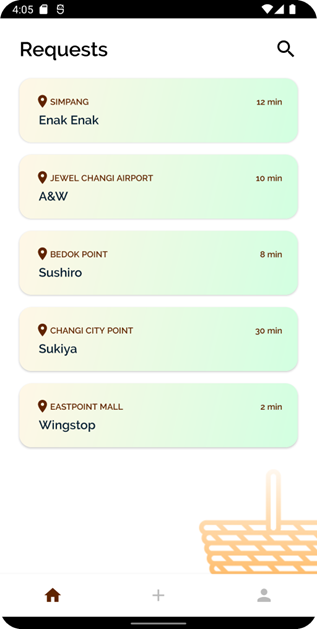 4:05
Requests
SIMPANG
12 min
Enak Enak
JEWEL CHANGI AIRPORT
10 min
A&W
BEDOK POINT
8 min
Sushiro
CHANGI CITY POINT
30 min
Sukiya
EASTPOINT MALL
2 min
Wingstop